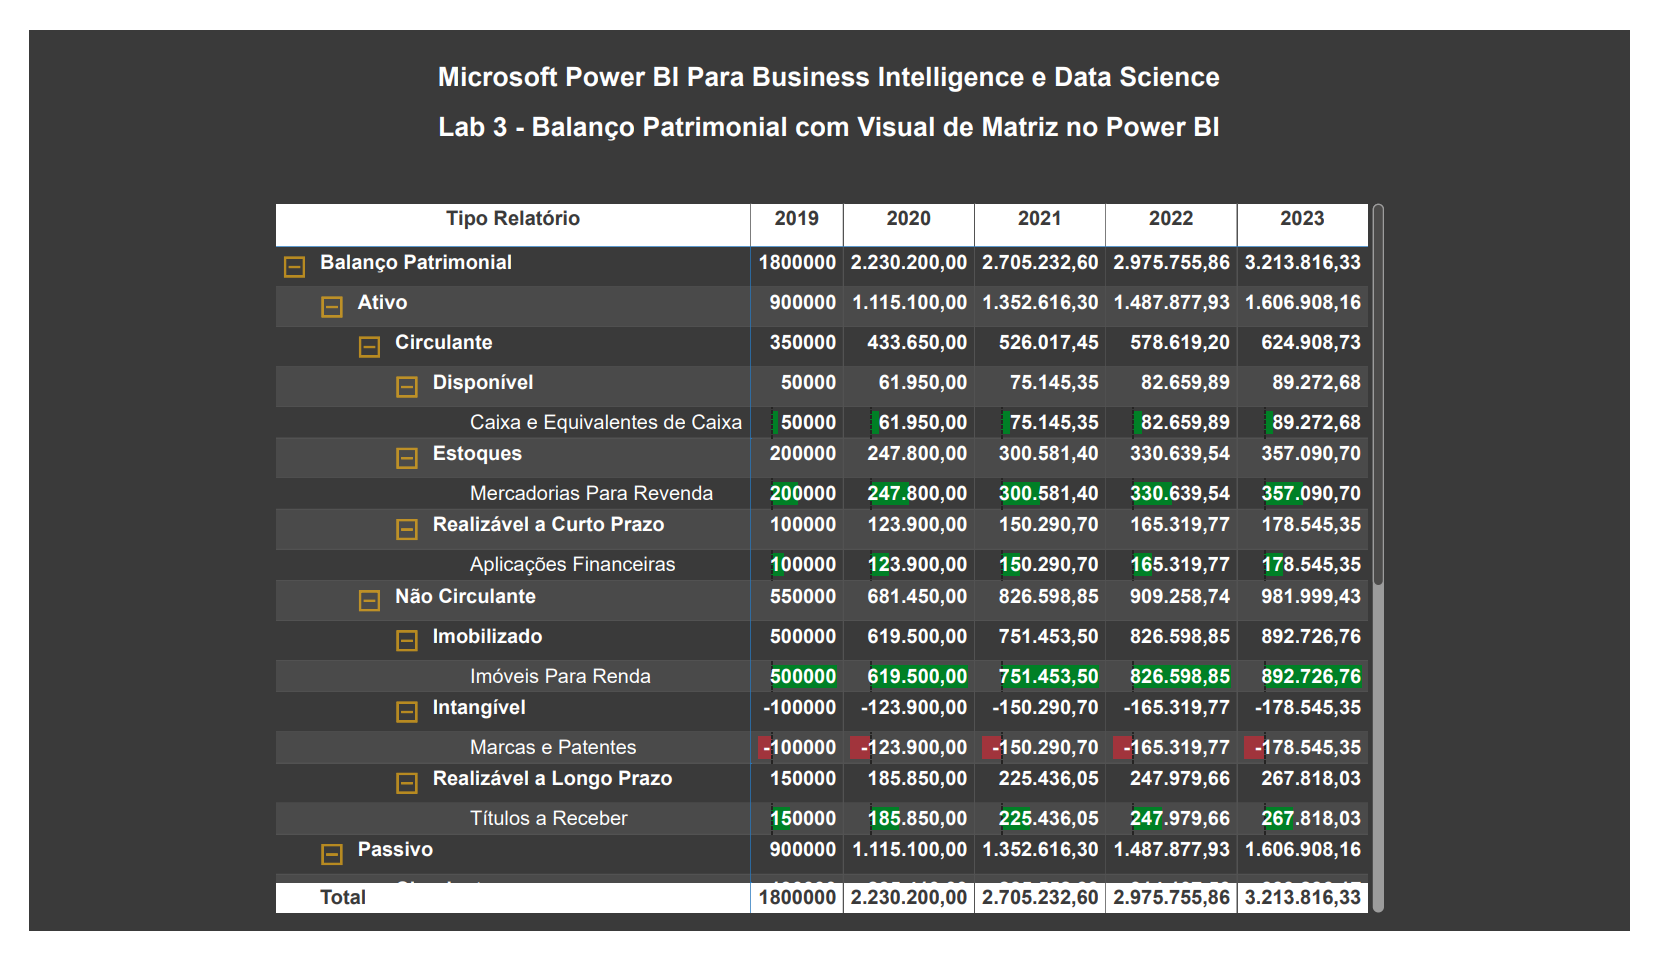 Microsoft Power BI Para Business Intelligence e Data Science
Lab 3 - Balanço Patrimonial com Visual de Matriz no Power BI
Tipo Relatório 2019 2020 2021 2022 2023
Balanço Patrimonial 1800000 2.230.200,00 2.705.232,60 2.975.755,86 3.213.816,33
Ativo 900000 1.115.100,00 1.352.616,30 1.487.877,93 1.606.908,16
Circulante 350000 433.650,00 526.017,45 578.619,20 624.908,73
Disponível 50000 61.950,00 75.145,35 82.659,89 89.272,68
Caixa e Equivalentes de Caixa 50000 61.950,00 75.145,35 82.659,89 89.272,68
Estoques 200000 247.800,00 300.581,40 330.639,54 357.090,70
Mercadorias Para Revenda 200000 247.800,00 300.581,40 330.639,54 357.090,70
Realizável a Curto Prazo 100000 123.900,00 150.290,70 165.319,77 178.545,35
Aplicações Financeiras 100000 123.900,00 150.290,70 165.319,77 178.545,35
Não Circulante 550000 681.450,00 826.598,85 909.258,74 981.999,43
Imobilizado 500000 619.500,00 751.453,50 826.598,85 892.726,76
Imóveis Para Renda 500000 619.500,00 751.453,50 826.598,85 892.726,76
Intangível -100000 -123.900,00 -150.290,70 -165.319,77 -178.545,35
Marcas e Patentes -100000 -123.900,00 -150.290,70 -165.319,77 -178.545,35
Realizável a Longo Prazo 150000 185.850,00 225.436,05 247.979,66 267.818,03
Títulos a Receber 150000 185.850,00 225.436,05 247.979,66 267.818,03
Passivo 900000 1.115.100,00 1.352.616,30 1.487.877,93 1.606.908,16
Total 1800000 2.230.200,00 2.705.232,60 2.975.755,86 3.213.816,33